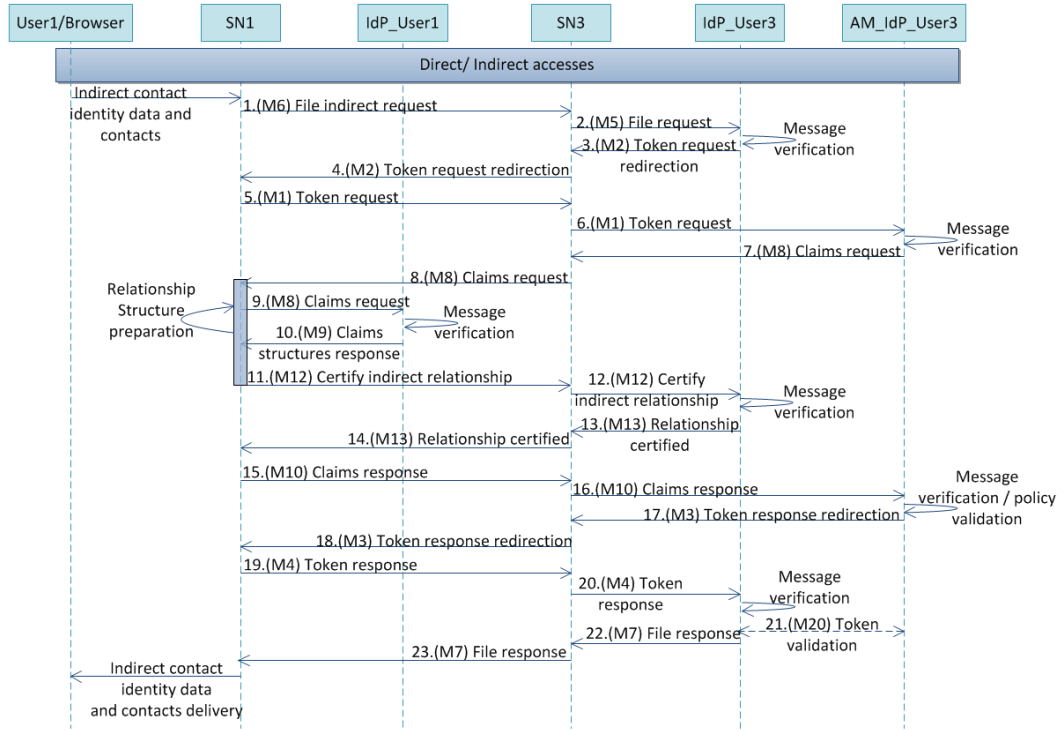 User1/Browser
SN1
IdP_User1
SN3
IdP_User3
AM_IdP_User3
Direct/ Indirect accesses
Indirect contact
identity data and
contacts
1.(M6) File indirect request
2.(M5) File request
Message
verification
3.(M2) Token request
redirection
4.(M2) Token request redirection
5.(M1) Token request
6.(M1) Token request
Message
verification
7.(M8) Claims request
8.(M8) Claims request
Relationship
Structure
preparation
9.(M8) Claims request
Message
verification
10.(M9) Claims
structures response
11.(M12) Certify indirect relationship
12.(M12) Certify
indirect relationship
Message
verification
13.(M13) Relationship
certified
14.(M13) Relationship certified
15.(M10) Claims response
16.(M10) Claims response
Message
verification / policy
validation
17.(M3) Token response redirection
18.(M3) Token response redirection
19.(M4) Token response
20.(M4) Token
response
Message
verification
21.(M20) Token
validation
22.(M7) File response
23.(M7) File response
Indirect contact
identity data
and contacts delivery